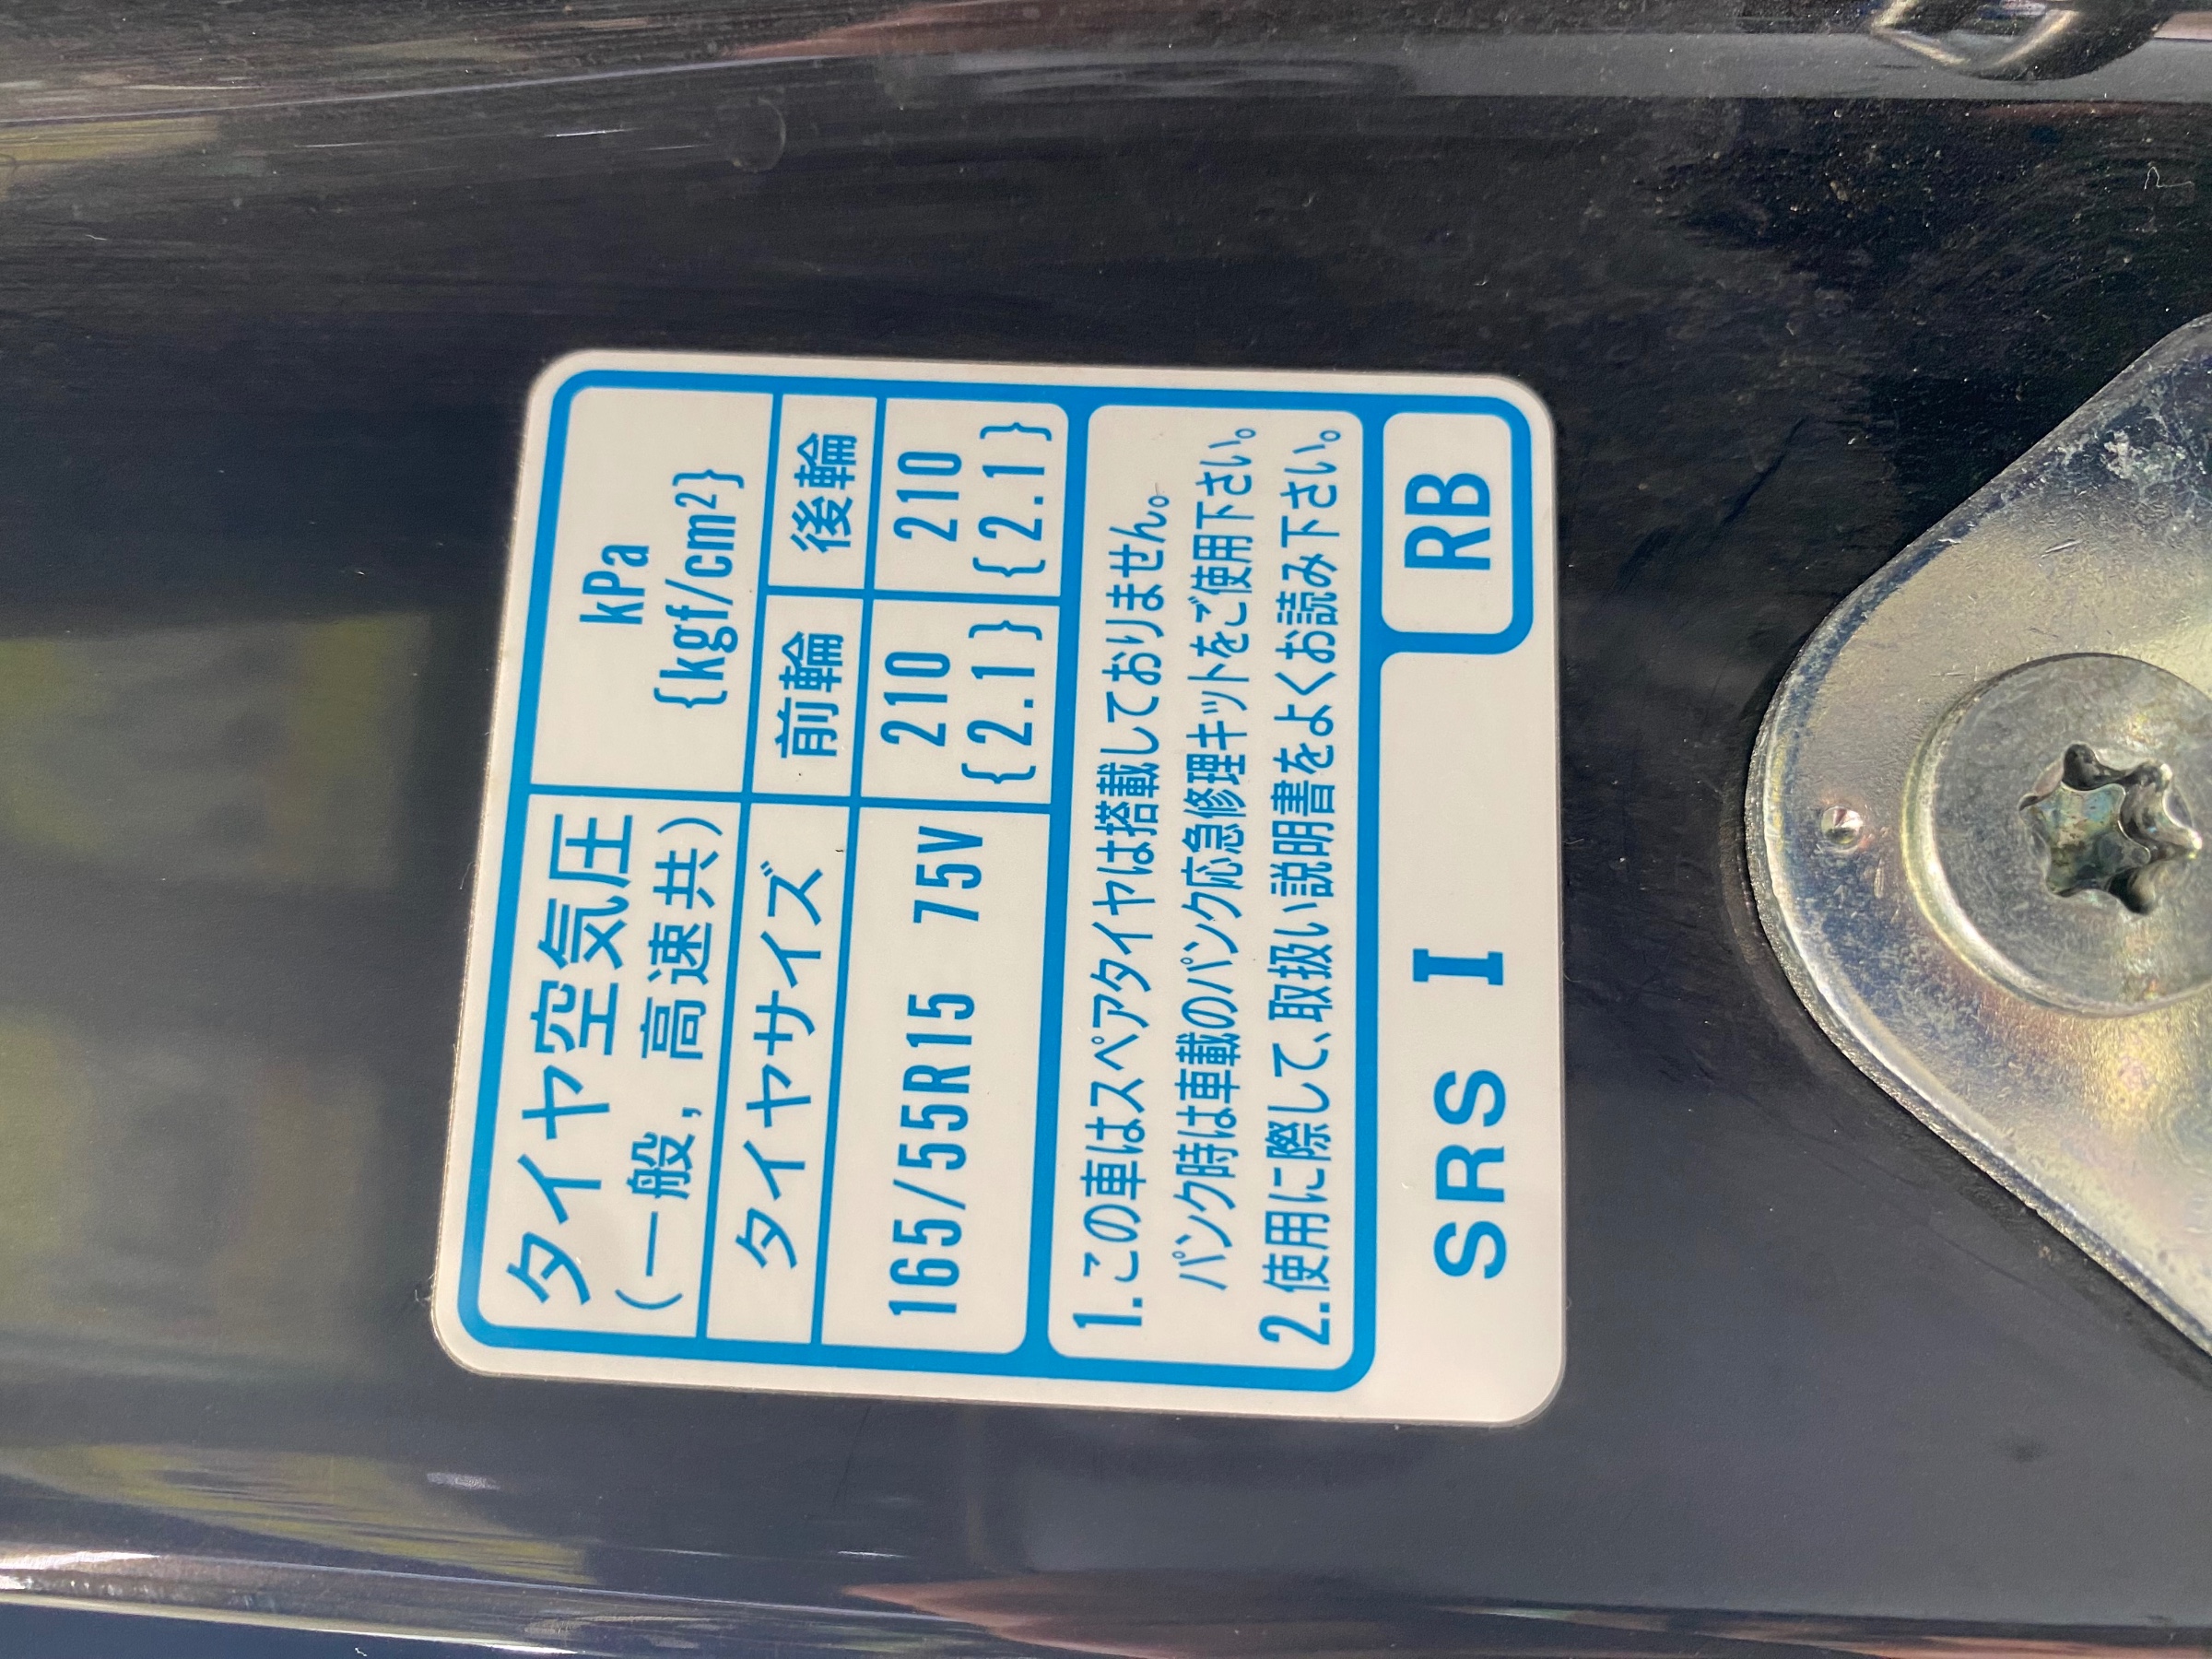 タイヤ空気圧
(一般，高速共)
kPa
{kgf/cm²}
タイヤサイズ 前輪 後輪
165/55R15 75V 210 210
{2.1} {2.1}
1.この車はスペアタイヤは搭載しておりません。
パンク時は車載のパンク応急修理キットをご使用下さい。
2.使用に際して、取扱い説明書をよくお読み下さい。
SRS I RB